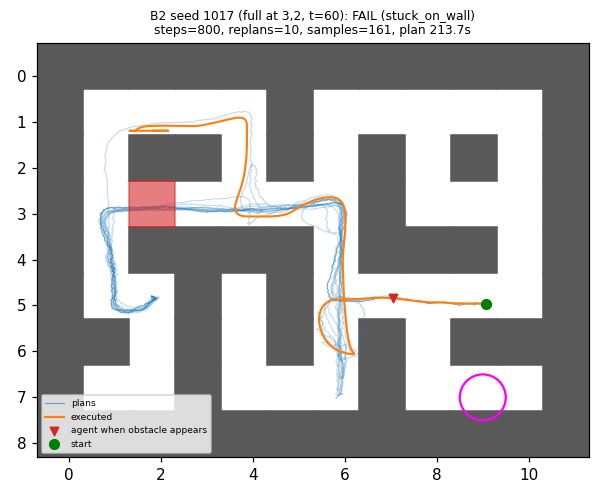 B2 seed 1017 (full at 3,2, t=60): FAIL (stuck_on_wall)
steps=800, replans=10, samples=161, plan 213.7s
0
1
2
3
4
5
6
7
8
plans
executed
agent when obstacle appears
start
0 2 4 6 8 10